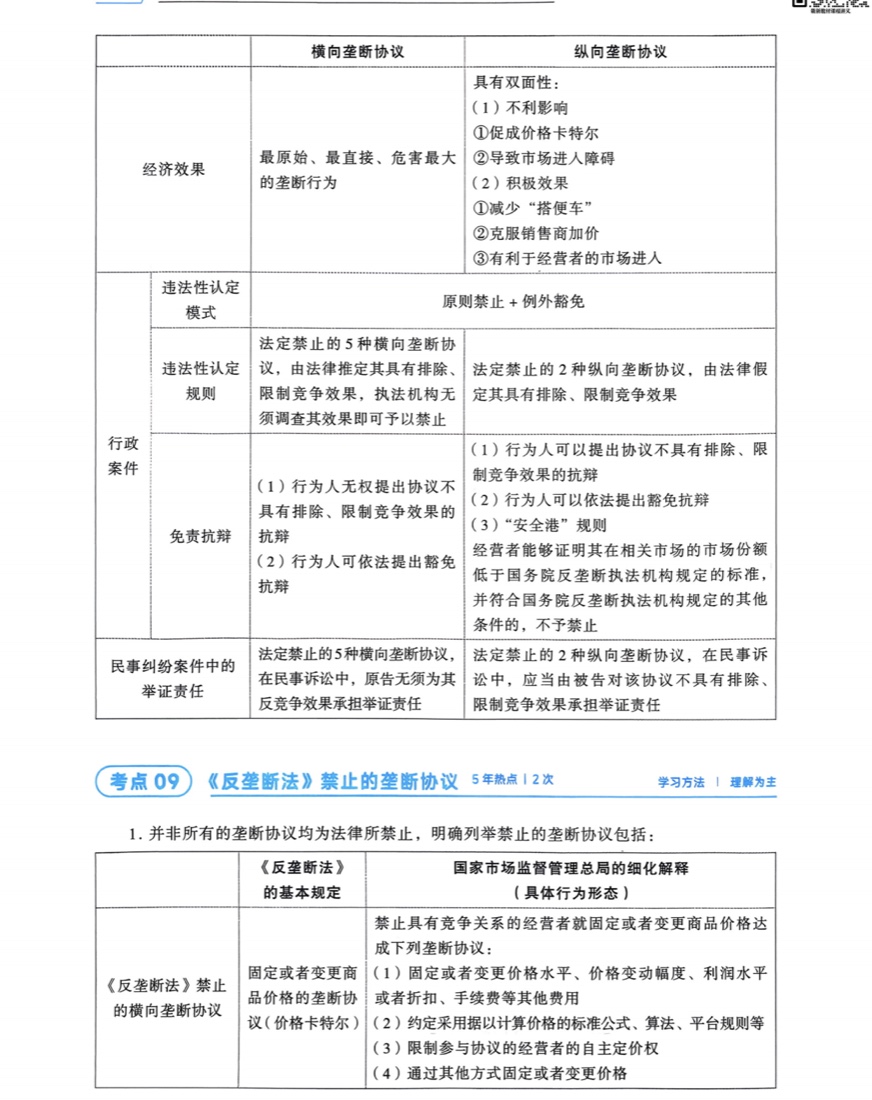 横向垄断协议
纵向垄断协议
经济效果
最原始、最直接、危害最大
的垄断行为
具有双面性：
（1）不利影响
①促成价格卡特尔
②导致市场进入障碍
（2）积极效果
①减少“搭便车”
②克服销售商加价
③有利于经营者的市场进入
行政
案件
违法性认定
模式
原则禁止 + 例外豁免
违法性认定
规则
法定禁止的 5 种横向垄断协
议，由法律推定其具有排除、
限制竞争效果，执法机构无
须调查其效果即可予以禁止
法定禁止的 2 种纵向垄断协议，由法律假
定其具有排除、限制竞争效果
免责抗辩
（1）行为人无权提出协议不
具有排除、限制竞争效果的
抗辩
（2）行为人可依法提出豁免
抗辩
（1）行为人可以提出协议不具有排除、限
制竞争效果的抗辩
（2）行为人可以依法提出豁免抗辩
（3）“安全港”规则
经营者能够证明其在相关市场的市场份额
低于国务院反垄断执法机构规定的标准，
并符合国务院反垄断执法机构规定的其他
条件的，不予禁止
民事纠纷案件中的
举证责任
法定禁止的5种横向垄断协议，
在民事诉讼中，原告无须为其
反竞争效果承担举证责任
法定禁止的 2 种纵向垄断协议，在民事诉
讼中，应当由被告对该协议不具有排除、
限制竞争效果承担举证责任
考点 09 《反垄断法》禁止的垄断协议 5 年热点 | 2 次 学习方法 | 理解为主
1. 并非所有的垄断协议均为法律所禁止，明确列举禁止的垄断协议包括：
《反垄断法》
的基本规定
国家市场监督管理总局的细化解释
（具体行为形态）
《反垄断法》禁止
的横向垄断协议
固定或者变更商
品价格的垄断协
议（价格卡特尔）
禁止具有竞争关系的经营者就固定或者变更商品价格达
成下列垄断协议：
（1）固定或者变更价格水平、价格变动幅度、利润水平
或者折扣、手续费等其他费用
（2）约定采用据以计算价格的标准公式、算法、平台规则等
（3）限制参与协议的经营者的自主定价权
（4）通过其他方式固定或者变更价格